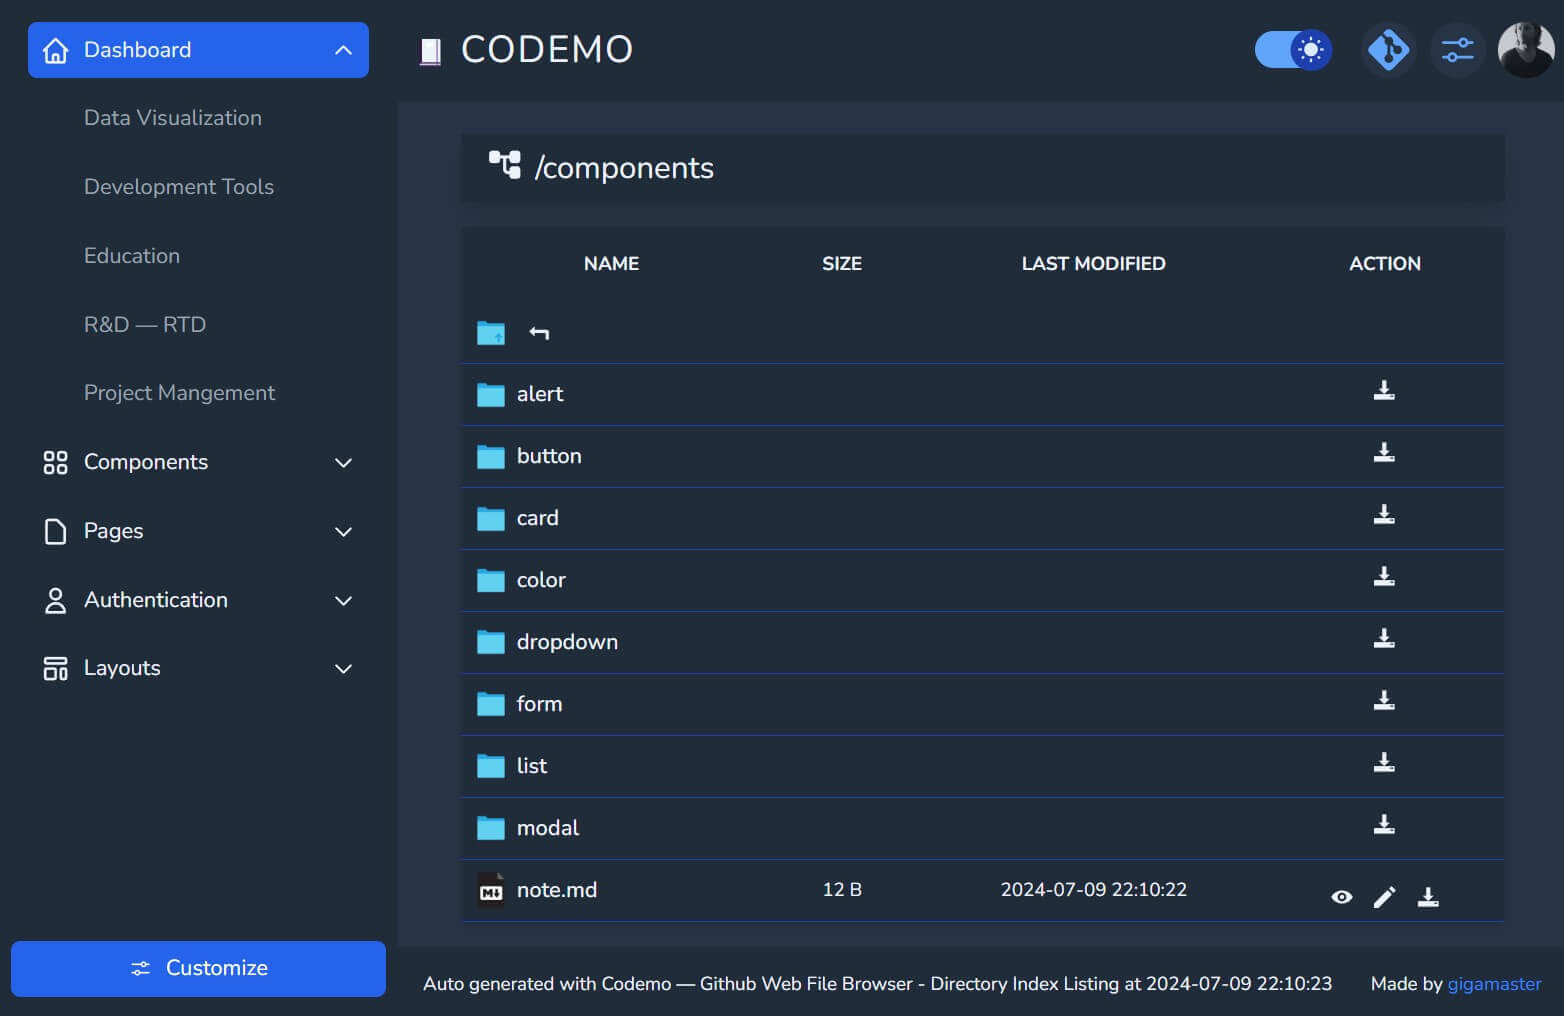 Dashboard
Data Visualization
Development Tools
Education
R&D — RTD
Project Mangement
Components
Pages
Authentication
Layouts
Customize
CODEMO
/components
NAME SIZE LAST MODIFIED ACTION
alert
button
card
color
dropdown
form
list
modal
note.md 12 B 2024-07-09 22:10:22
Auto generated with Codemo — Github Web File Browser - Directory Index Listing at 2024-07-09 22:10:23 Made by gigamaster